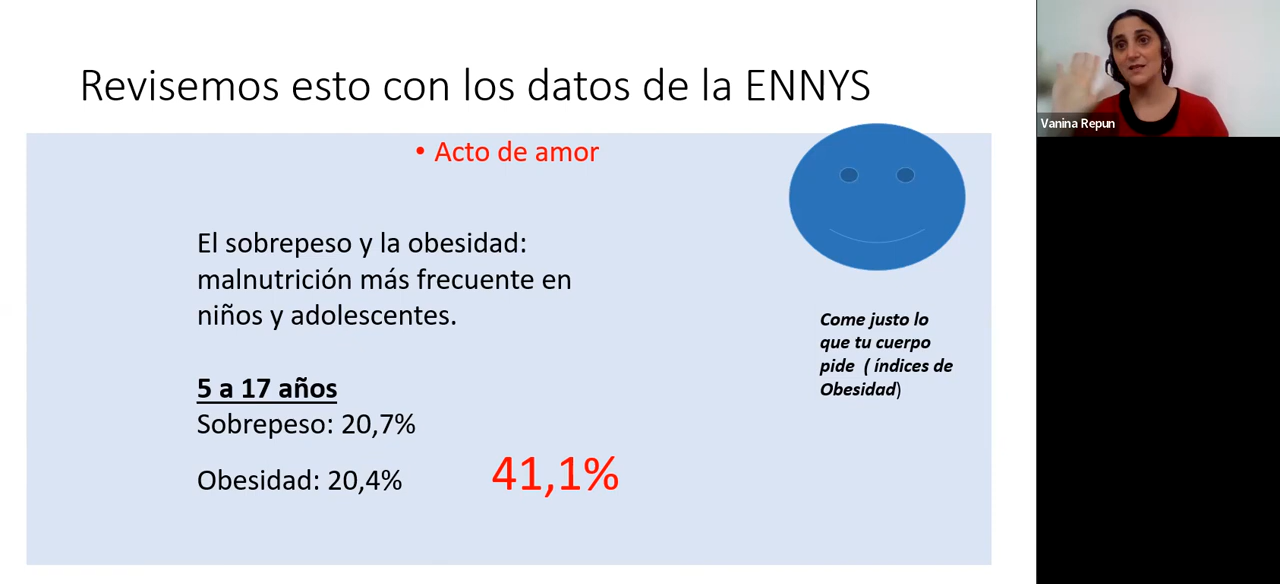 Revisemos esto con los datos de la ENNYS
• Acto de amor
El sobrepeso y la obesidad:
malnutrición más frecuente en
niños y adolescentes.
5 a 17 años
Sobrepeso: 20,7%
Obesidad: 20,4%
41,1%
Come justo lo
que tu cuerpo
pide ( índices de
Obesidad)
Vanina Repun